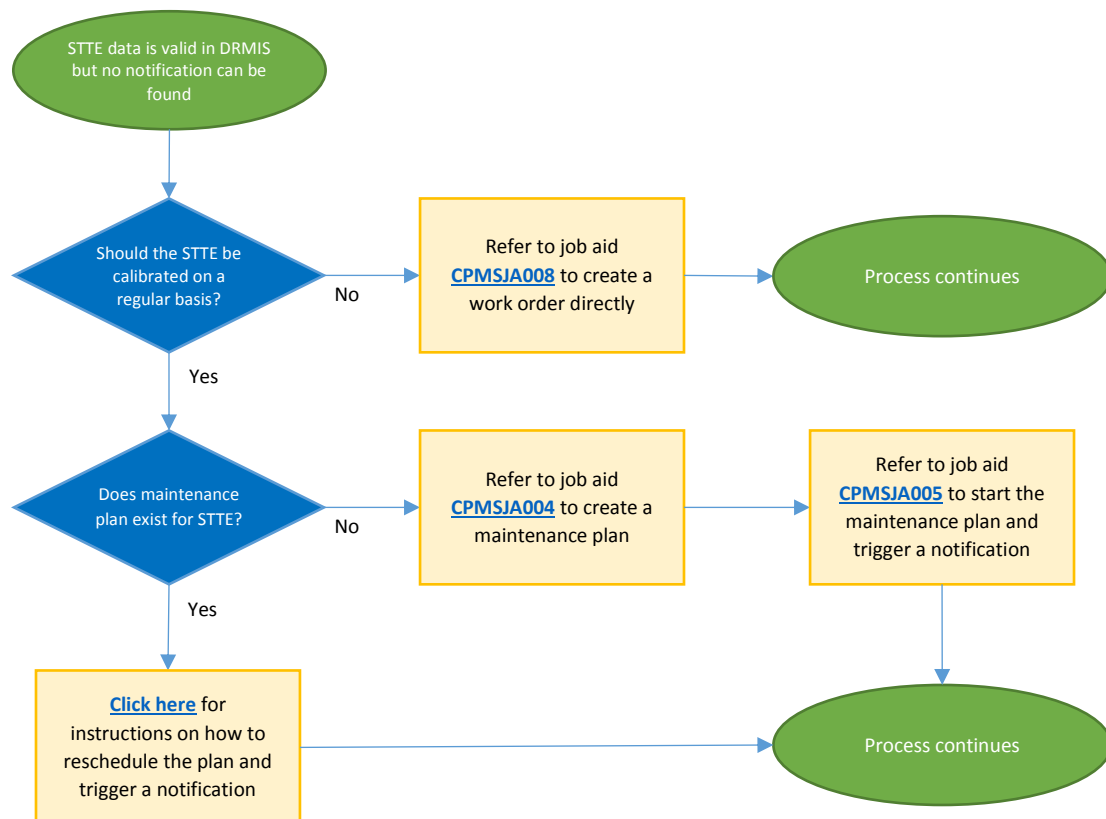 STTE data is valid in DRMIS
but no notification can be
found
Should the STTE be
calibrated on a
regular basis?
No
Refer to job aid
CPMSJA008 to create a
work order directly
Process continues
Yes
Does maintenance
plan exist for STTE?
No
Refer to job aid
CPMSJA004 to create a
maintenance plan
Refer to job aid
CPMSJA005 to start the
maintenance plan and
trigger a notification
Yes
Click here for
instructions on how to
reschedule the plan and
trigger a notification
Process continues